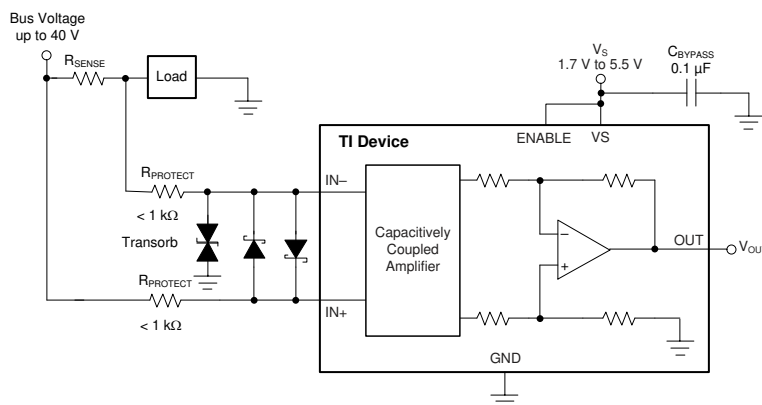 Bus Voltage
up to 40 V
RSENSE
Load
VS
1.7 V to 5.5 V
CBYPASS
0.1 µF
ENABLE
VS
TI Device
RPROTECT
< 1 kΩ
Transorb
IN–
Capacitively
Coupled
Amplifier
–
+
OUT
VOU
RPROTECT
< 1 kΩ
IN+
GND